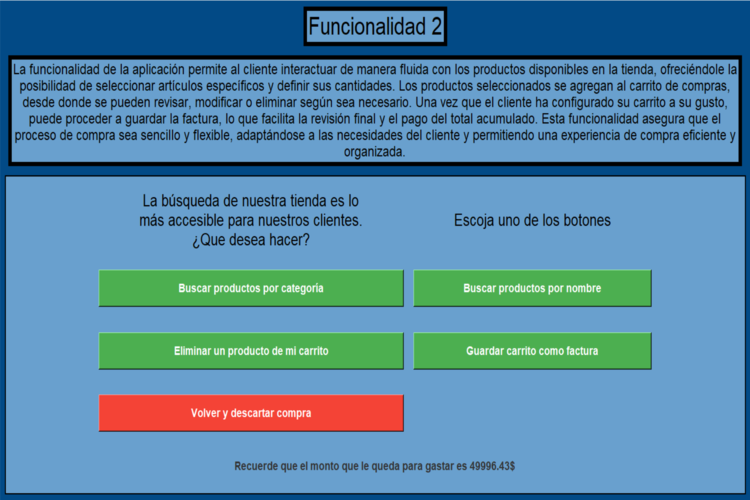 Funcionalidad 2
La funcionalidad de la aplicación permite al cliente interactuar de manera fluida con los productos disponibles en la tienda, ofreciéndole la
posibilidad de seleccionar artículos específicos y definir sus cantidades. Los productos seleccionados se agregan al carrito de compras,
desde donde se pueden revisar, modificar o eliminar según sea necesario. Una vez que el cliente ha configurado su carrito a su gusto,
puede proceder a guardar la factura, lo que facilita la revisión final y el pago del total acumulado. Esta funcionalidad asegura que el
proceso de compra sea sencillo y flexible, adaptándose a las necesidades del cliente y permitiendo una experiencia de compra eficiente y
organizada.
La búsqueda de nuestra tienda es lo
más accesible para nuestros clientes.
¿Que desea hacer?
Escoja uno de los botones
Buscar productos por categoria
Buscar productos por nombre
Eliminar un producto de mi carrito
Guardar carrito como factura
Volver y descartar compra
Recuerde que el monto que le queda para gastar es 49996.43$